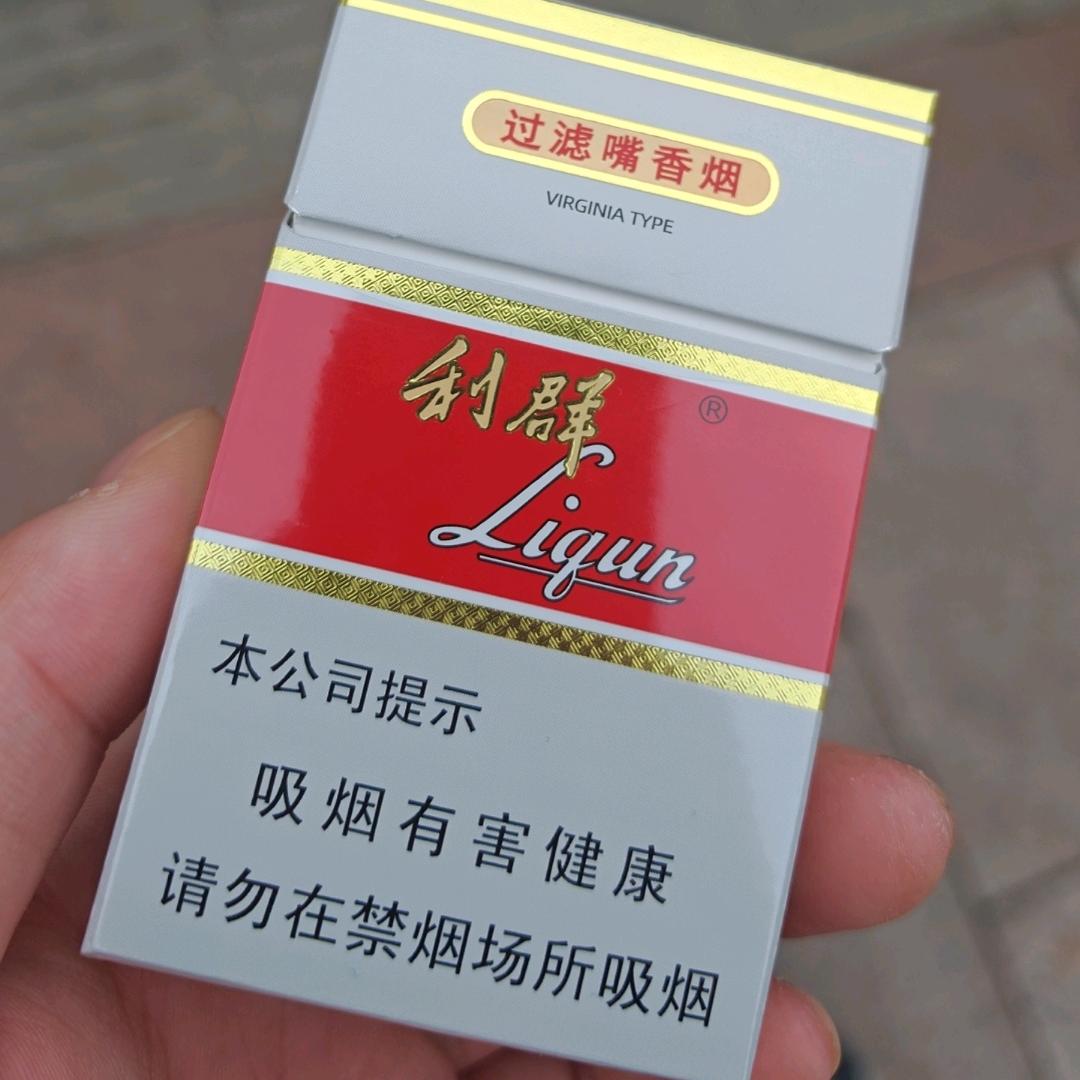 过滤嘴香烟
VIRGINIA TYPE
利群
®
Liqun
本公司提示
吸烟有害健康
请勿在禁烟场所吸烟